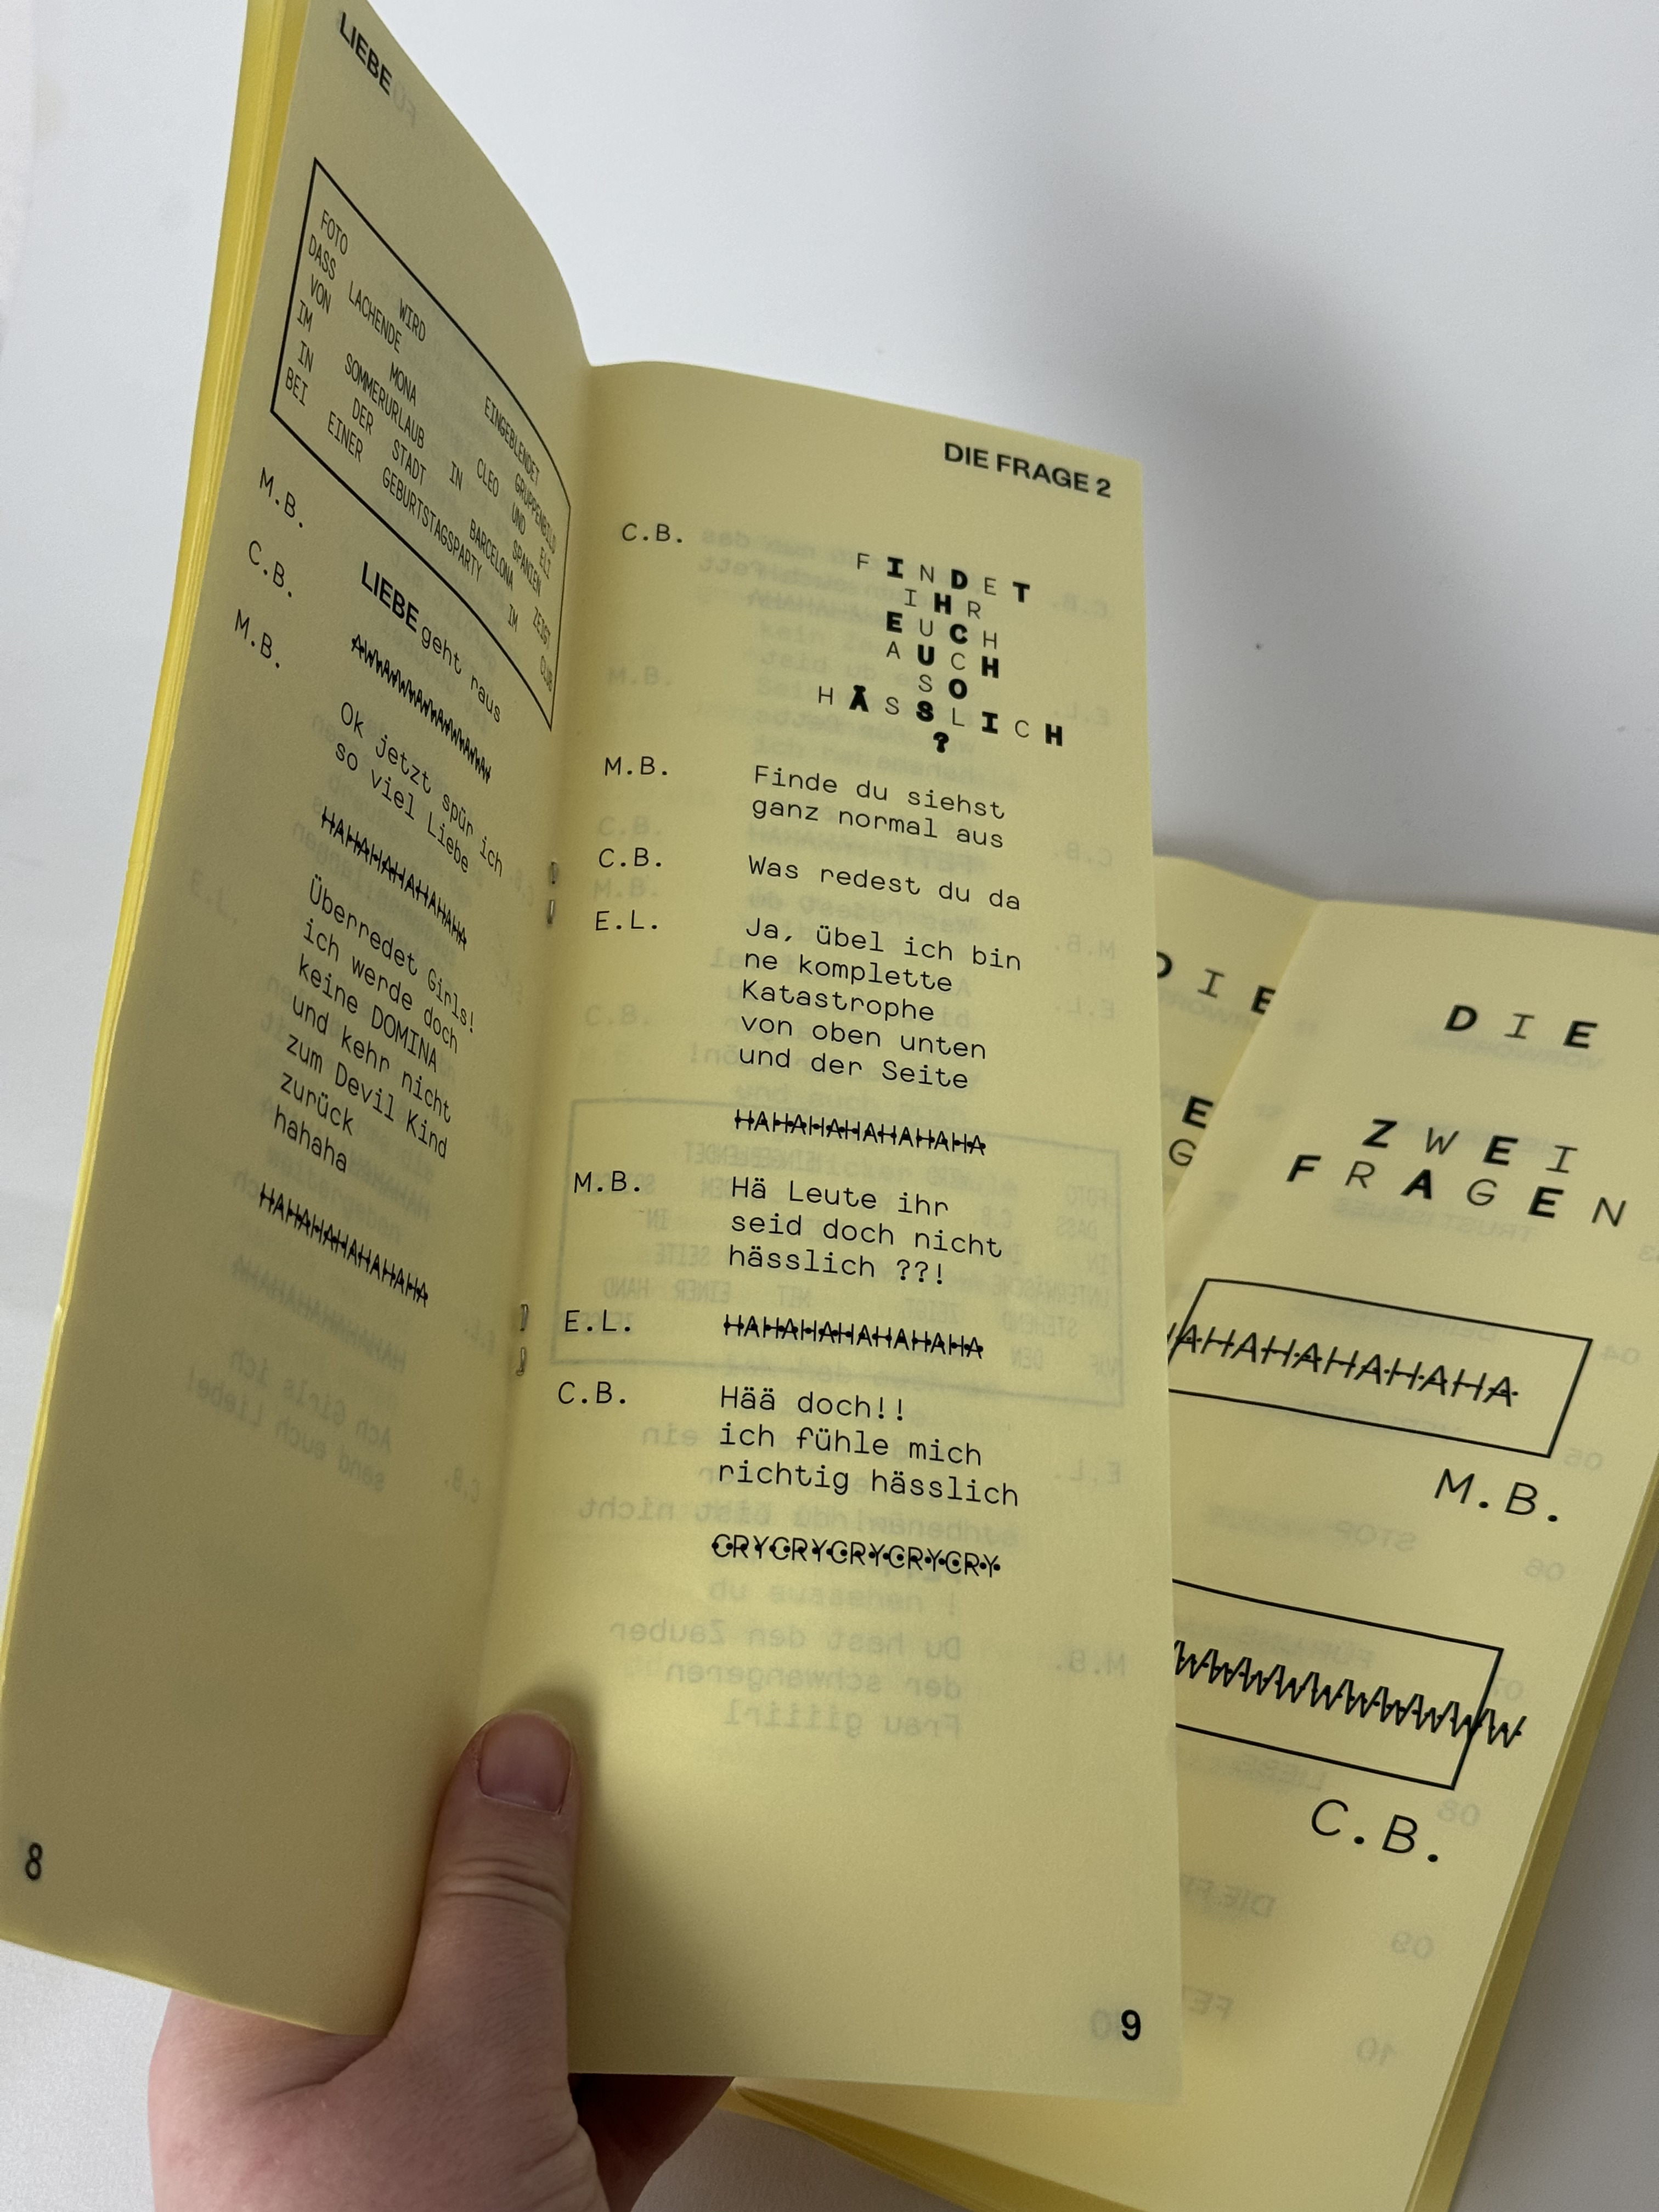 LIEBE
FOTO WIRD EINGEBLENDET
DASS LACHENDE GRUPPENBILD
VON MONA CLEO UND ELI
IM SOMMERURLAUB IN SPANIEN ZEIGT
IN DER STADT BARCELONA IM CLUB
BEI EINER GEBURTSTAGSPARTY
M.B. LIEBE geht raus
C.B. AWAWAWAWAWAWAWAW
M.B. Ok jetzt spür ich
so viel Liebe
HAHAHAHAHAHAHA
Überredet Girls!
ich werde doch
keine DOMINA
und kehr nicht
zum Devil Kind
zurück
hahaha
HAHAHAHAHAHAHA
8
DIE FRAGE 2
C.B. FINDET
IHR
EUCH
AUCH
SO
HÄSSLICH
?
M.B. Finde du siehst
ganz normal aus
C.B. Was redest du da
E.L. Ja, übel ich bin
ne komplette
Katastrophe
von oben unten
und der Seite
HAHAHAHAHAHAHA
M.B. Hä Leute ihr
seid doch nicht
hässlich ??!
E.L. HAHAHAHAHAHAHA
C.B. Hää doch!!
ich fühle mich
richtig hässlich
CRYCRYCRYCRYCRY
9
DIE
E
G
DIE
ZWEI
FRAGEN
AHAHAHAHAHAHA
M.B.
C.B.